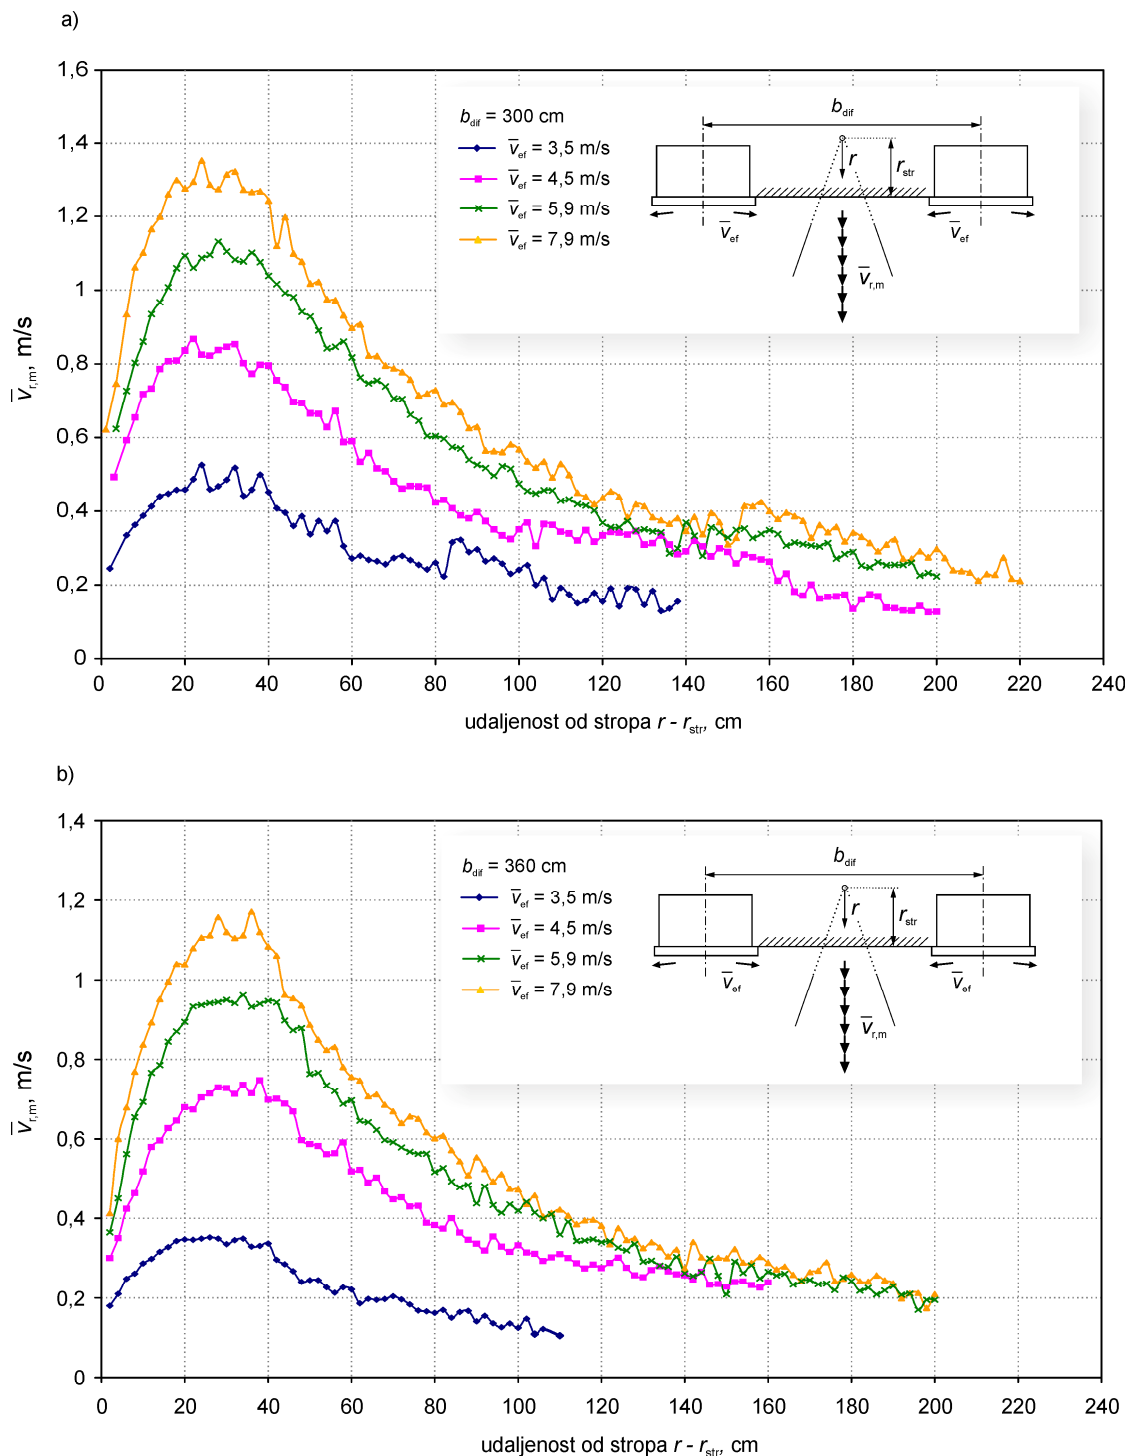 a)
1,6
1.4
1.2
1
0,8
0,6
0,4
0,2
0
0 20 40 60 80 100 120 140 160 180 200 220 240
v̅r,m, m/s
udaljenost od stropa r - rstr, cm
bdif = 300 cm
v̅ef = 3,5 m/s
v̅ef = 4,5 m/s
v̅ef = 5,9 m/s
v̅ef = 7,9 m/s
bdif
r
rstr
v̅ef
v̅ef
v̅r,m
b)
1,4
1,2
1
0,8
0,6
0,4
0,2
0
0 20 40 60 80 100 120 140 160 180 200 220 240
v̅r,m, m/s
udaljenost od stropa r - rstr, cm
bdif = 360 cm
v̅ef = 3,5 m/s
v̅ef = 4,5 m/s
v̅ef = 5,9 m/s
v̅ef = 7,9 m/s
bdif
r
rstr
v̅ef
v̅ef
v̅r,m